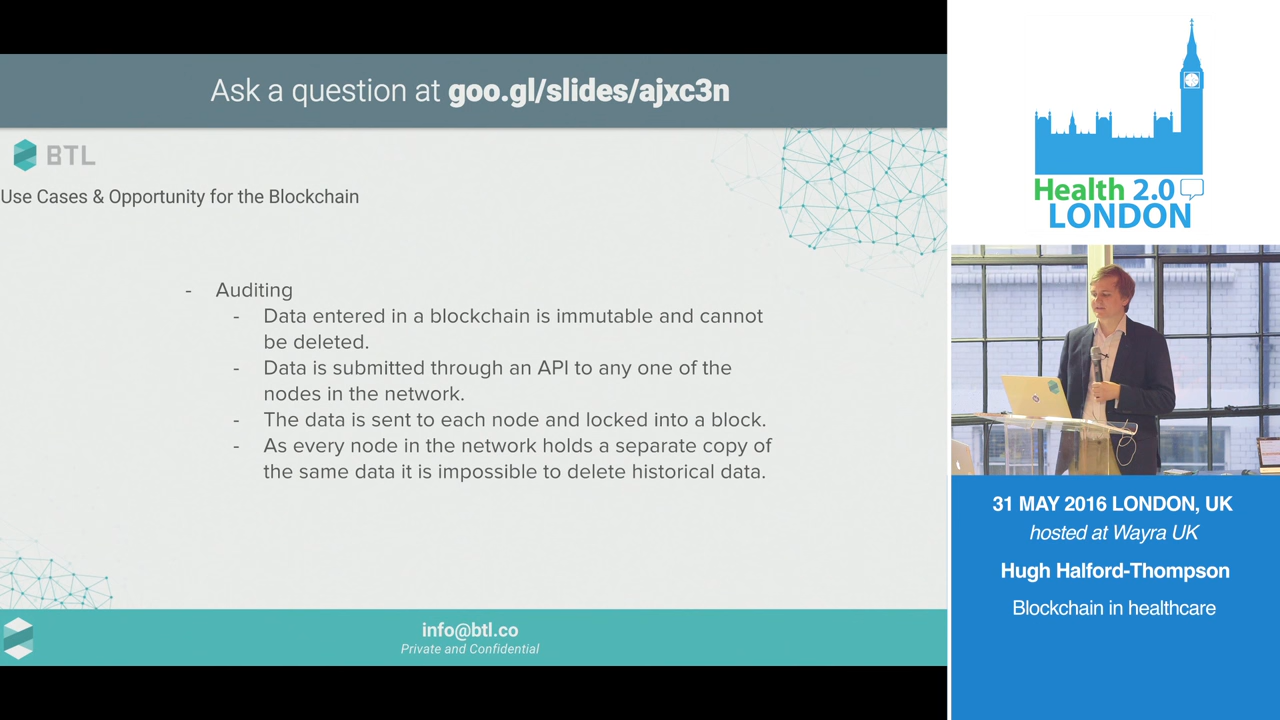 Ask a question at goo.gl/slides/ajxc3n
BTL
Use Cases & Opportunity for the Blockchain
- Auditing
- Data entered in a blockchain is immutable and cannot
be deleted.
- Data is submitted through an API to any one of the
nodes in the network.
- The data is sent to each node and locked into a block.
- As every node in the network holds a separate copy of
the same data it is impossible to delete historical data.
info@btl.co
Private and Confidential
Health 2.0
LONDON
31 MAY 2016 LONDON, UK
hosted at Wayra UK
Hugh Halford-Thompson
Blockchain in healthcare